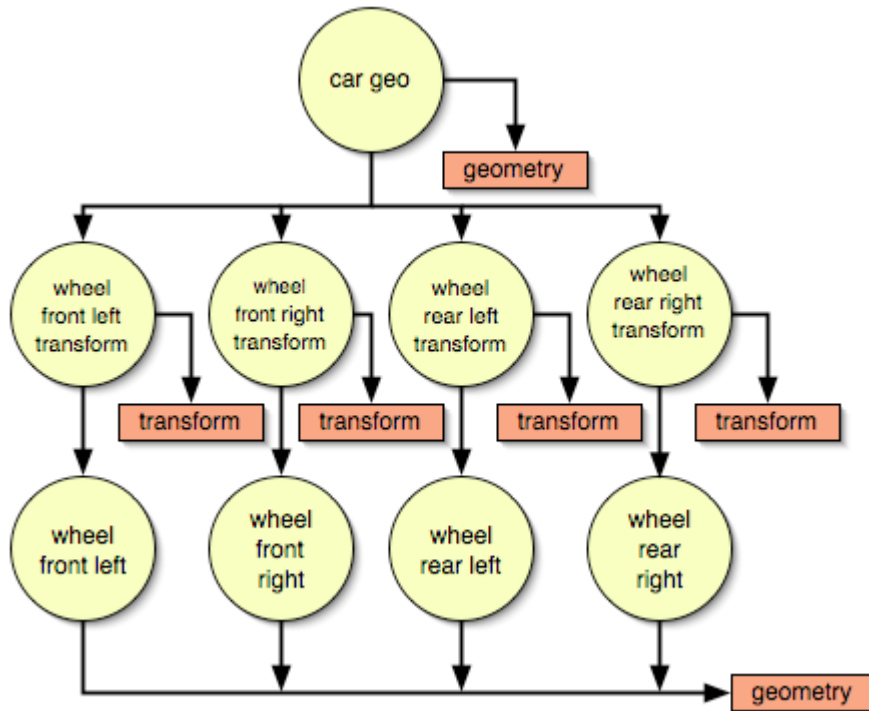 car geo
geometry
wheel
front left
transform
wheel
front right
transform
wheel
rear left
transform
wheel
rear right
transform
transform
transform
transform
transform
wheel
front left
wheel
front
right
wheel
rear left
wheel
rear
right
geometry